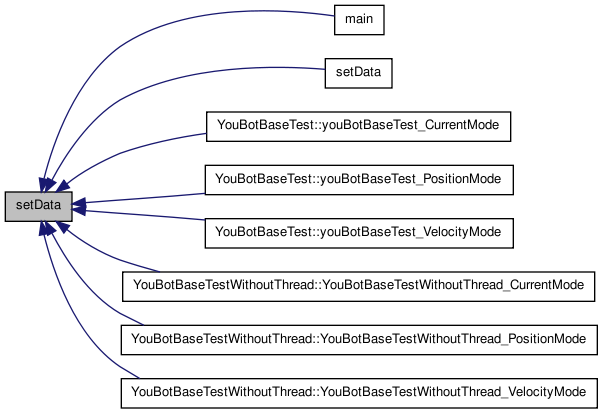 main
setData
YouBotBaseTest::youBotBaseTest_CurrentMode
YouBotBaseTest::youBotBaseTest_PositionMode
setData
YouBotBaseTest::youBotBaseTest_VelocityMode
YouBotBaseTestWithoutThread::YouBotBaseTestWithoutThread_CurrentMode
YouBotBaseTestWithoutThread::YouBotBaseTestWithoutThread_PositionMode
YouBotBaseTestWithoutThread::YouBotBaseTestWithoutThread_VelocityMode